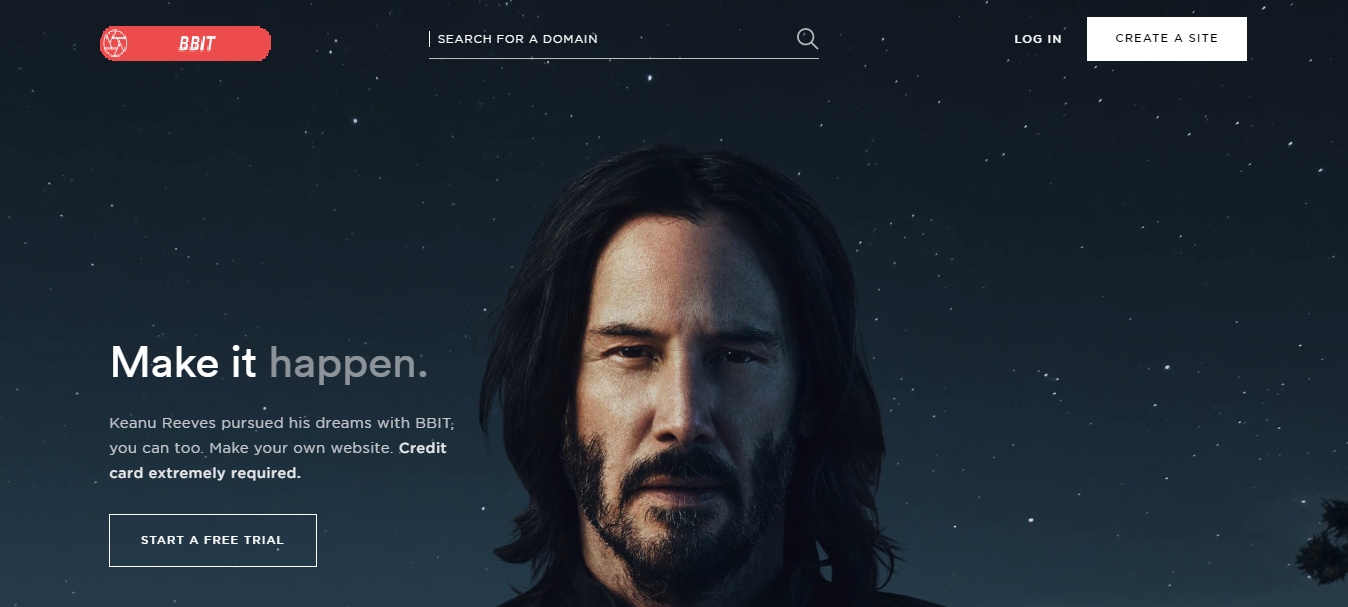 BBIT
SEARCH FOR A DOMAIN
LOG IN
CREATE A SITE
Make it happen.
Keanu Reeves pursued his dreams with BBIT,
you can too. Make your own website. Credit
card extremely required.
START A FREE TRIAL